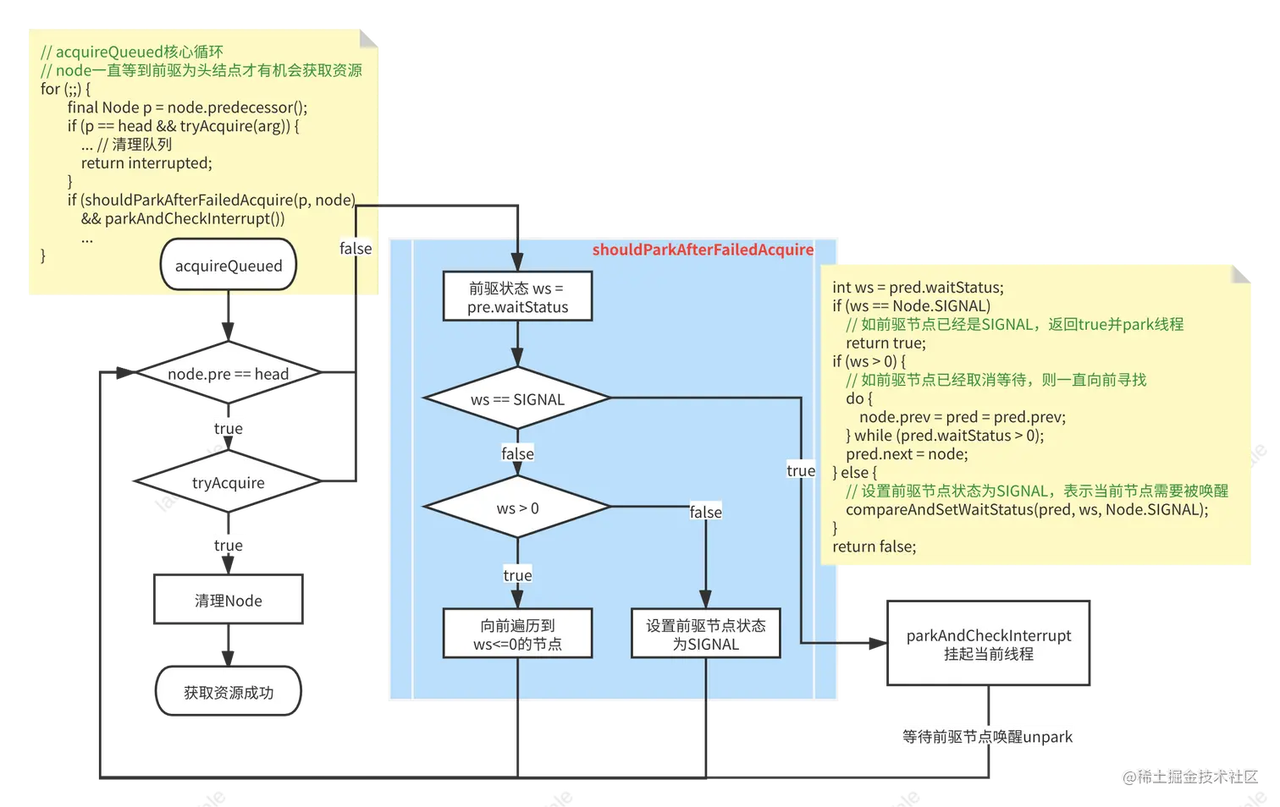 // acquireQueued核心循环
// node一直等到前驱为头结点才有机会获取资源
for (;;) {
final Node p = node.predecessor();
if (p == head && tryAcquire(arg)) {
... // 清理队列
return interrupted;
}
if (shouldParkAfterFailedAcquire(p, node)
&& parkAndCheckInterrupt())
...
}
acquireQueued
false
node.pre == head
true
tryAcquire
true
清理Node
获取资源成功
shouldParkAfterFailedAcquire
前驱状态 ws =
pre.waitStatus
ws == SIGNAL
false
true
ws > 0
false
true
向前遍历到
ws<=0的节点
设置前驱节点状态
为SIGNAL
int ws = pred.waitStatus;
if (ws == Node.SIGNAL)
// 如前驱节点已经是SIGNAL，返回true并park线程
return true;
if (ws > 0) {
// 如前驱节点已经取消等待，则一直向前寻找
do {
node.prev = pred = pred.prev;
} while (pred.waitStatus > 0);
pred.next = node;
} else {
// 设置前驱节点状态为SIGNAL，表示当前节点需要被唤醒
compareAndSetWaitStatus(pred, ws, Node.SIGNAL);
}
return false;
parkAndCheckInterrupt
挂起当前线程
等待前驱节点唤醒unpark
@稀土掘金技术社区